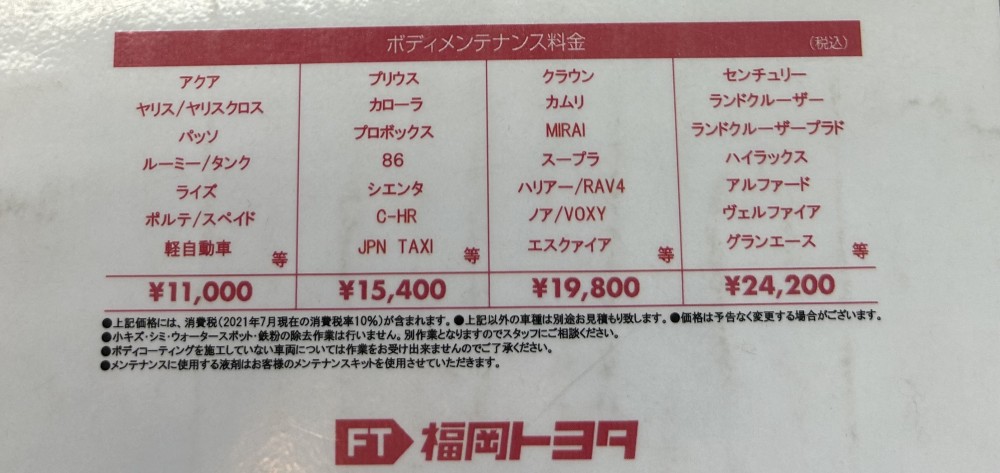 ボディメンテナンス料金 (税込)
アクア プリウス クラウン センチュリー
ヤリス/ヤリスクロス カローラ カムリ ランドクルーザー
パッソ プロボックス MIRAI ランドクルーザープラド
ルーミー/タンク 86 スープラ ハイラックス
ライズ シエンタ ハリアー/RAV4 アルファード
ポルテ/スペイド C-HR ノア/VOXY ヴェルファイア
軽自動車 等 JPN TAXI 等 エスクァイア 等 グランエース 等
¥11,000 ¥15,400 ¥19,800 ¥24,200
●上記価格には、消費税(2021年7月現在の消費税率10%)が含まれます。●上記以外の車種は別途お見積もり致します。●価格は予告なく変更する場合がございます。
●小キズ・シミ・ウォータースポット・鉄粉の除去作業は行いません。別作業となりますのでスタッフにご相談ください。
●ボディコーティングを施工していない車両については作業をお受け出来ませんのでご了承ください。
●メンテナンスに使用する液剤はお客様のメンテナンスキットを使用させていただきます。
FT 福岡トヨタ